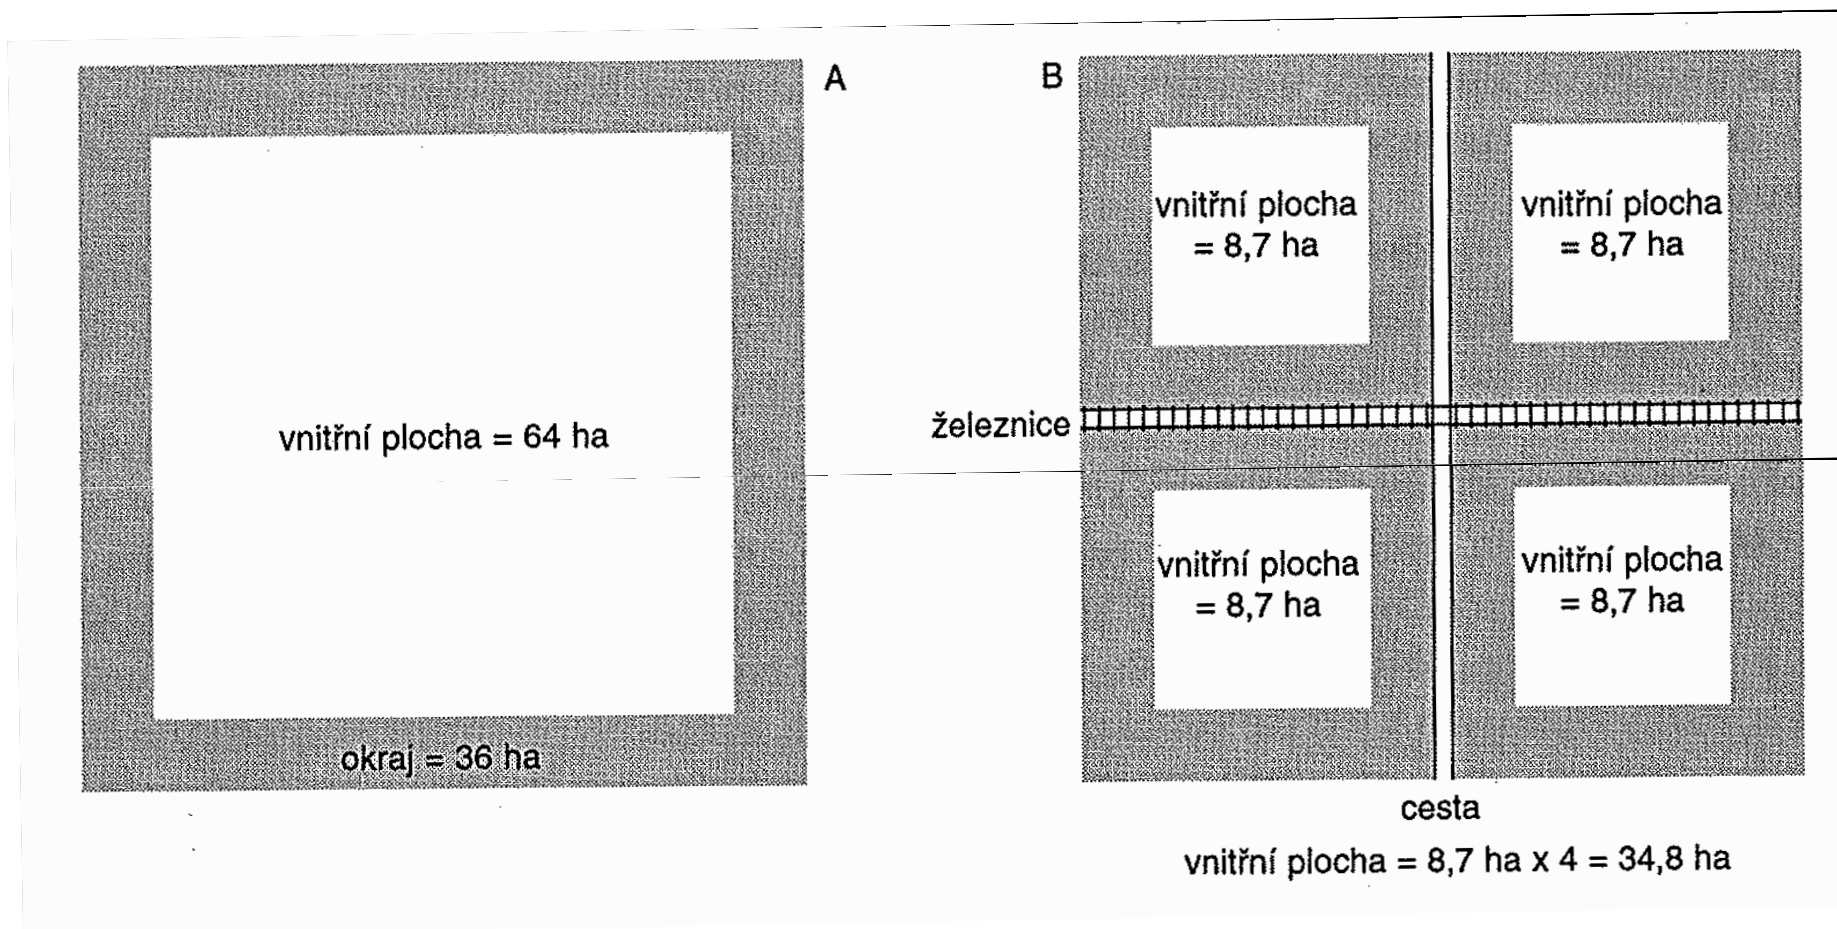 A
vnitřní plocha = 64 ha
okraj = 36 ha
B
vnitřní plocha
= 8,7 ha
vnitřní plocha
= 8,7 ha
železnice
vnitřní plocha
= 8,7 ha
vnitřní plocha
= 8,7 ha
cesta
vnitřní plocha = 8,7 ha x 4 = 34,8 ha